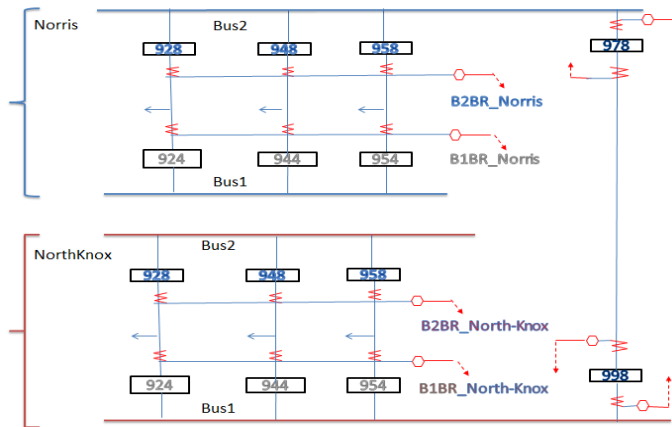 Norris
Bus2
928 948 958 978
B2BR_Norris
B1BR_Norris
924 944 954
Bus1
Bus2
NorthKnox
928 948 958
B2BR_North-Knox
998
924 944 954
B1BR_North-Knox
Bus1